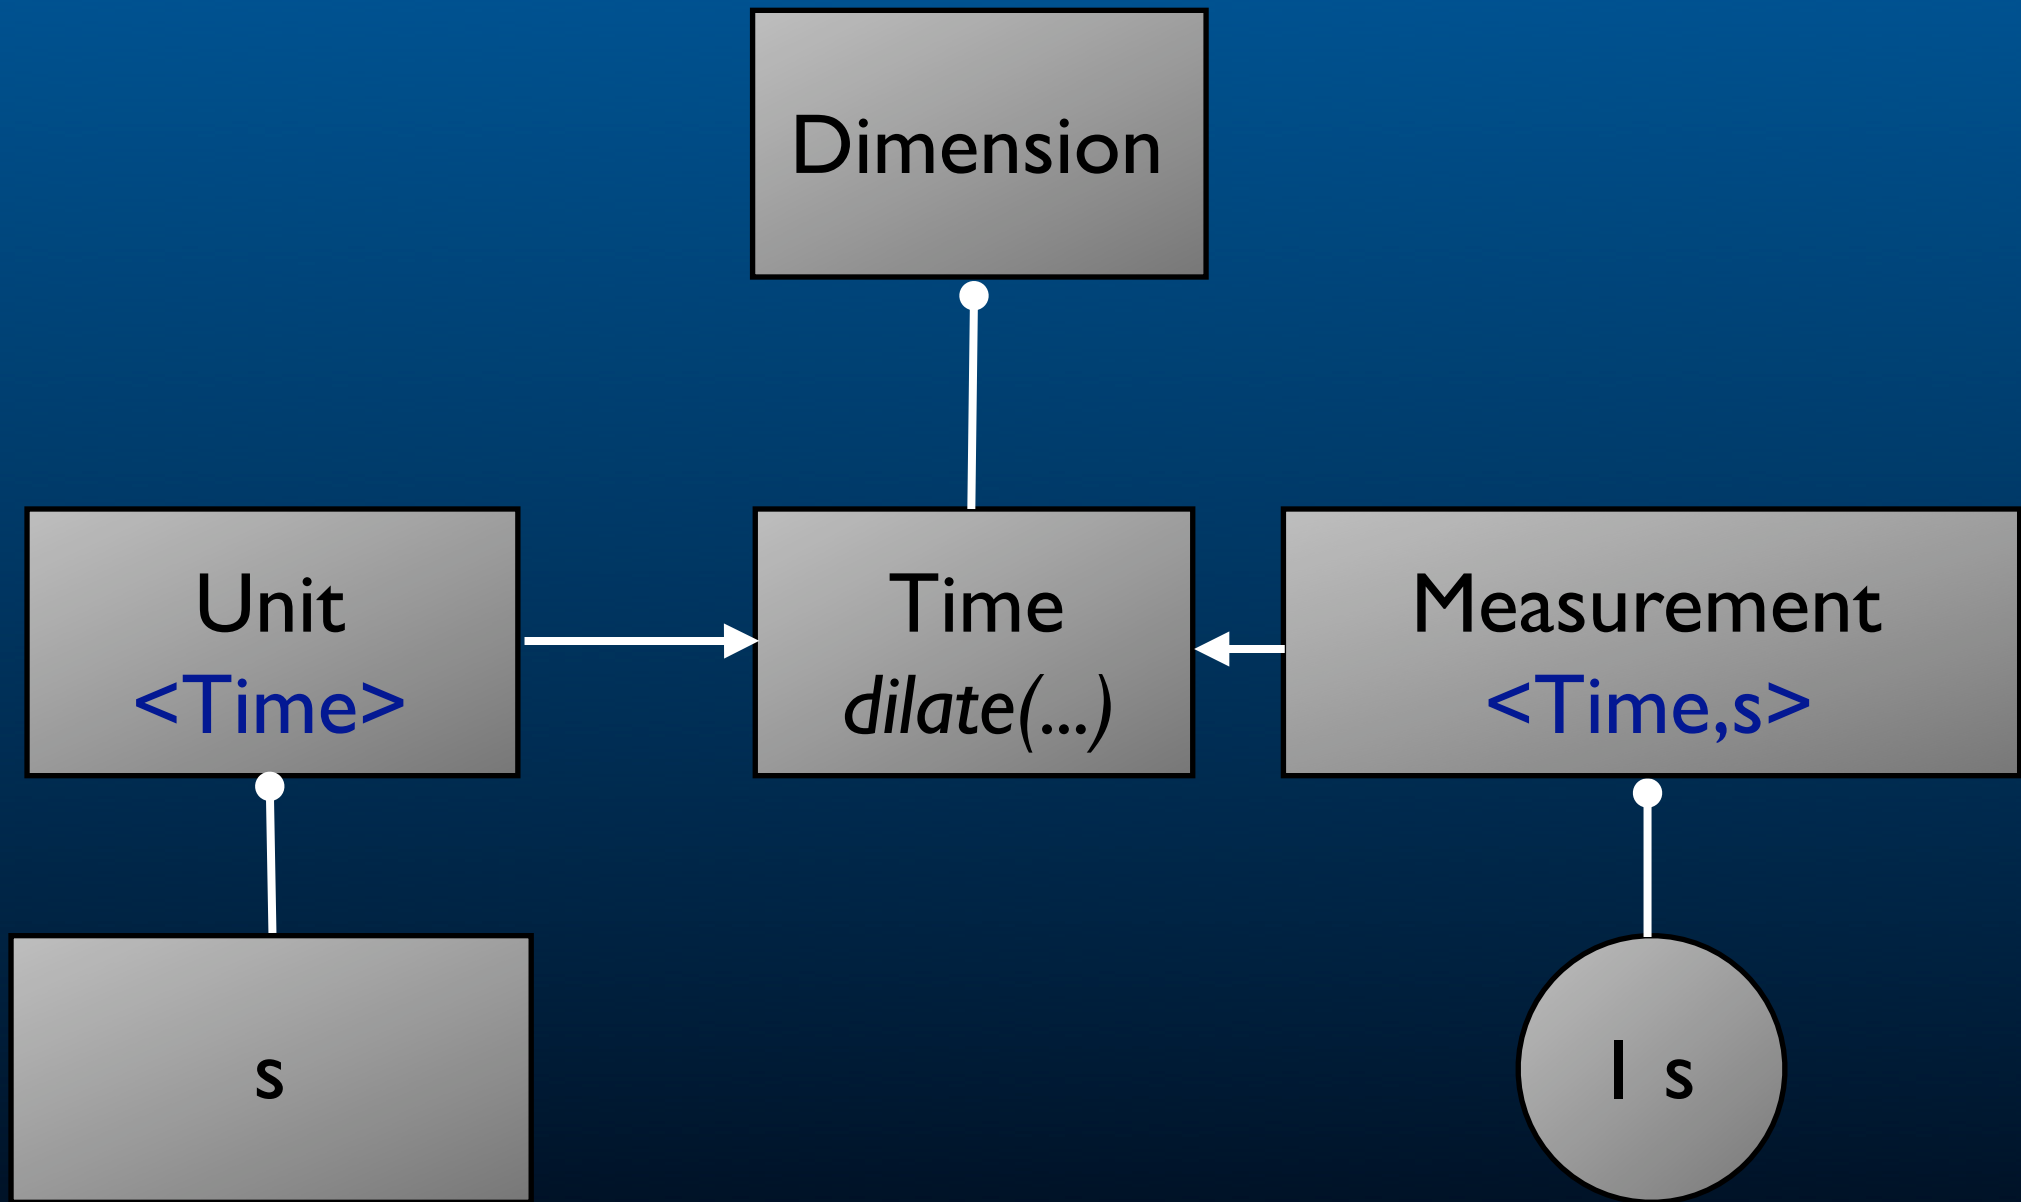 Dimension
Unit
<Time>
Time
dilate(...)
Measurement
<Time,s>
s
1 s